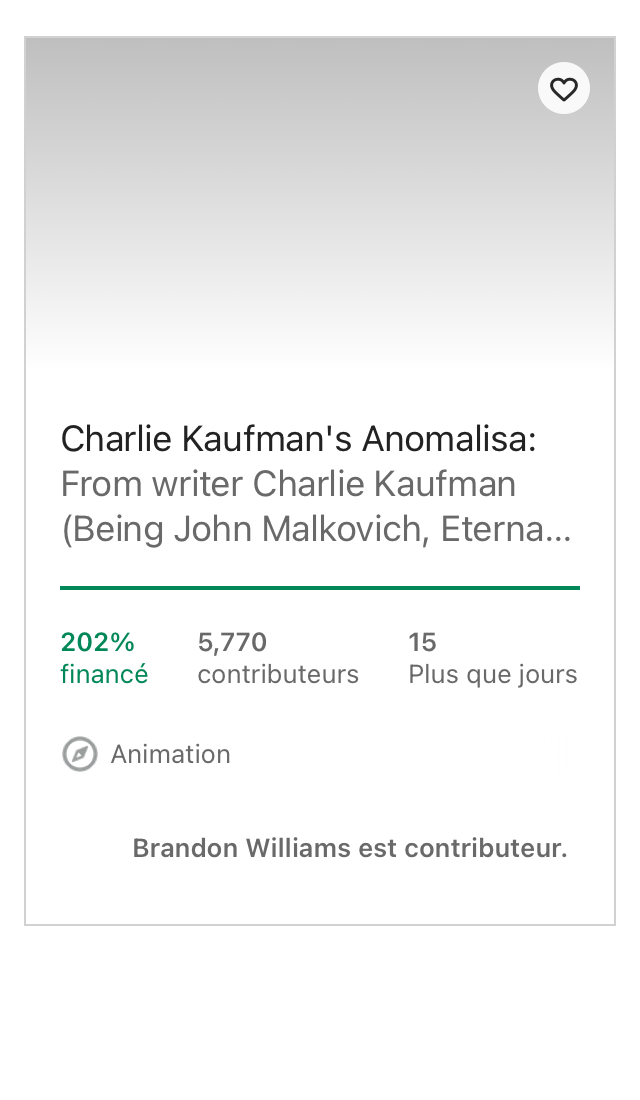 Charlie Kaufman's Anomalisa:
From writer Charlie Kaufman
(Being John Malkovich, Eterna...
202%
financé
5,770
contributeurs
15
Plus que jours
Animation
Brandon Williams est contributeur.